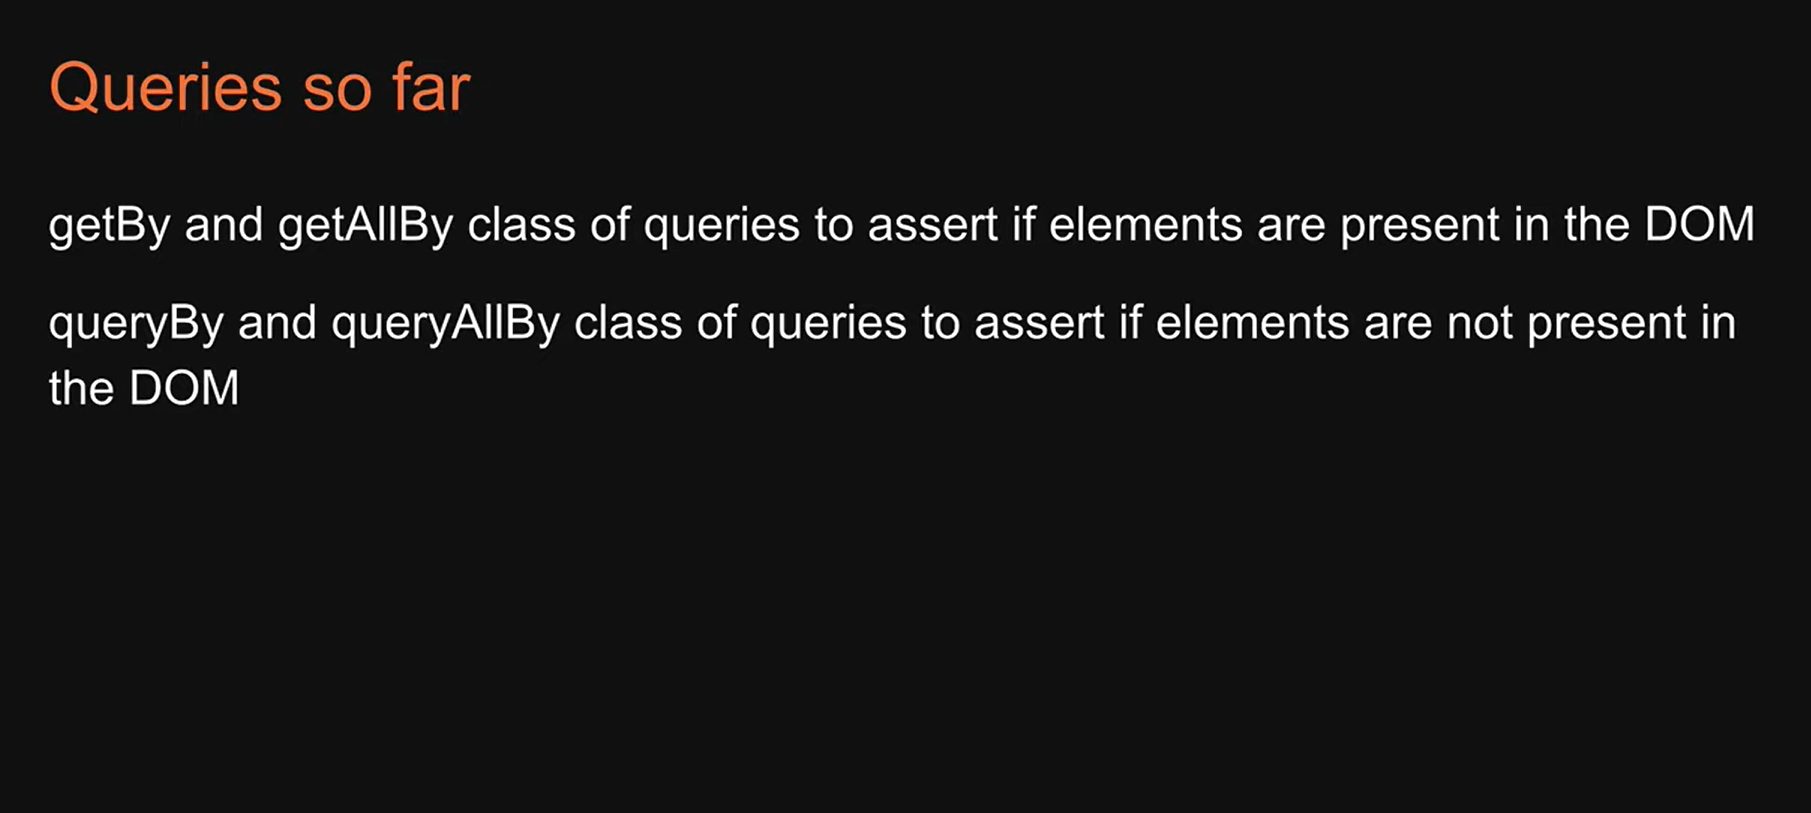 Queries so far
getBy and getAllBy class of queries to assert if elements are present in the DOM
queryBy and queryAllBy class of queries to assert if elements are not present in
the DOM